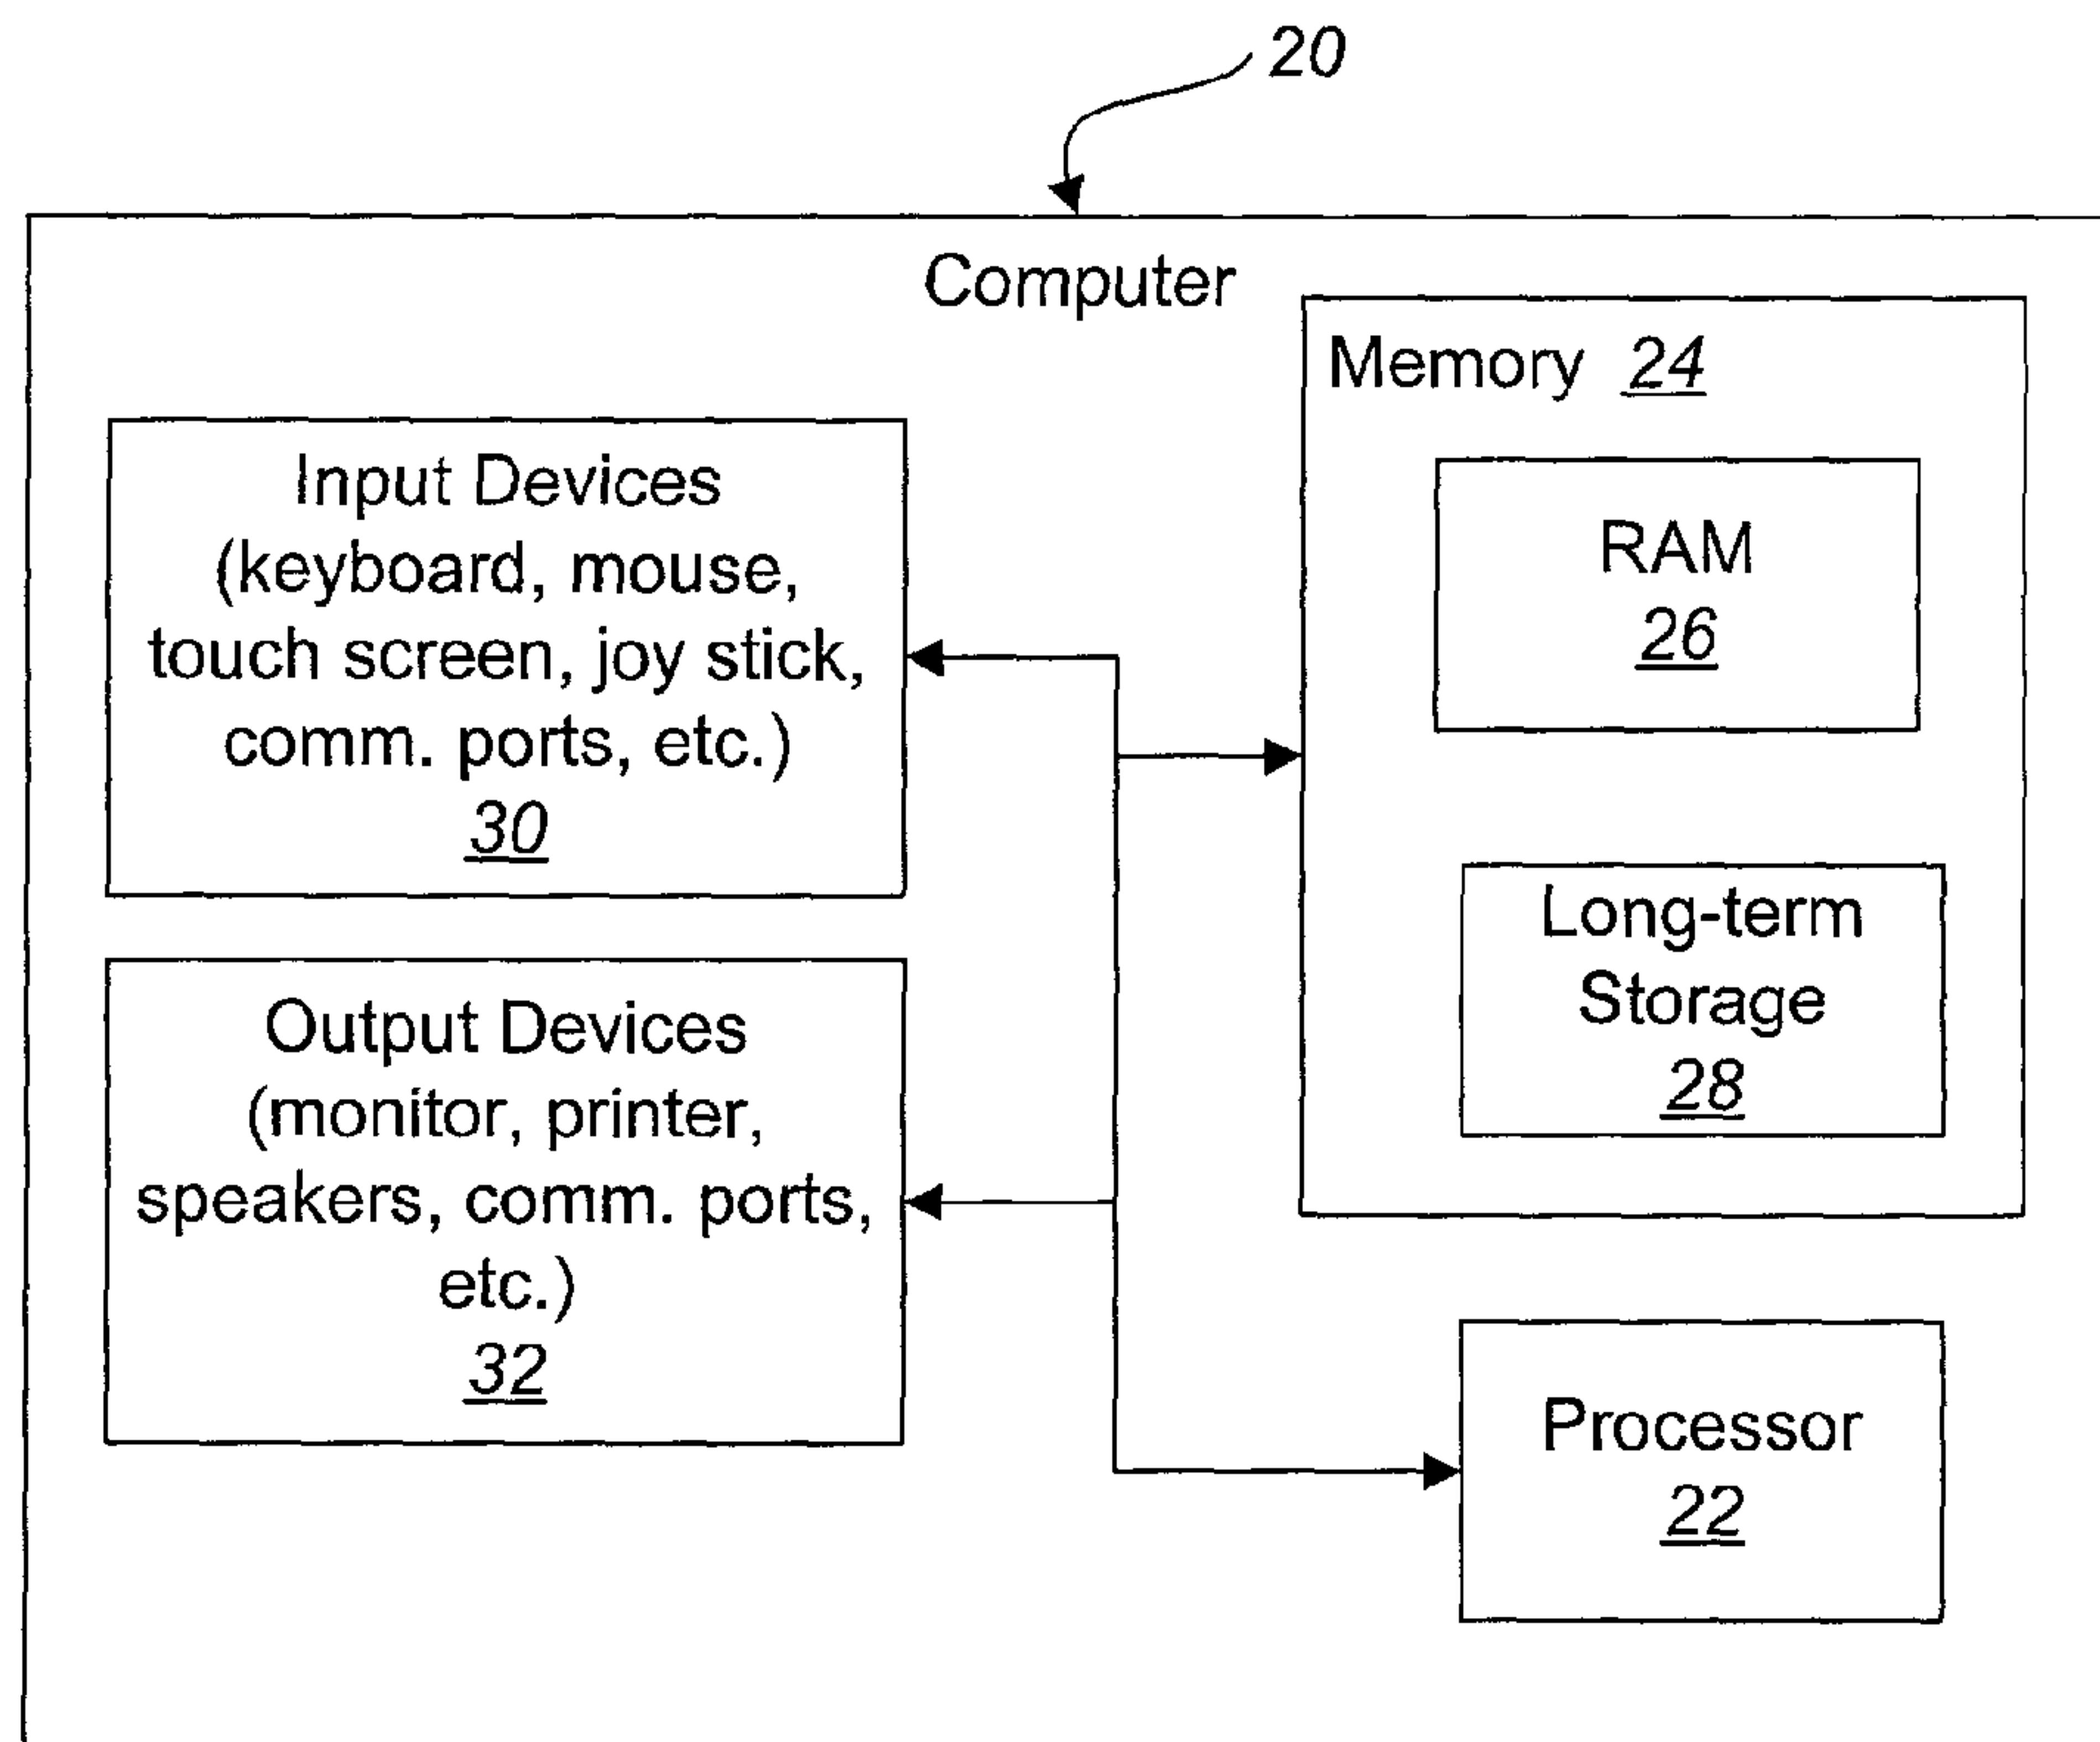 20
Computer
Input Devices
(keyboard, mouse,
touch screen, joy stick,
comm. ports, etc.)
30
Output Devices
(monitor, printer,
speakers, comm. ports,
etc.)
32
Memory 24
RAM
26
Long-term
Storage
28
Processor
22